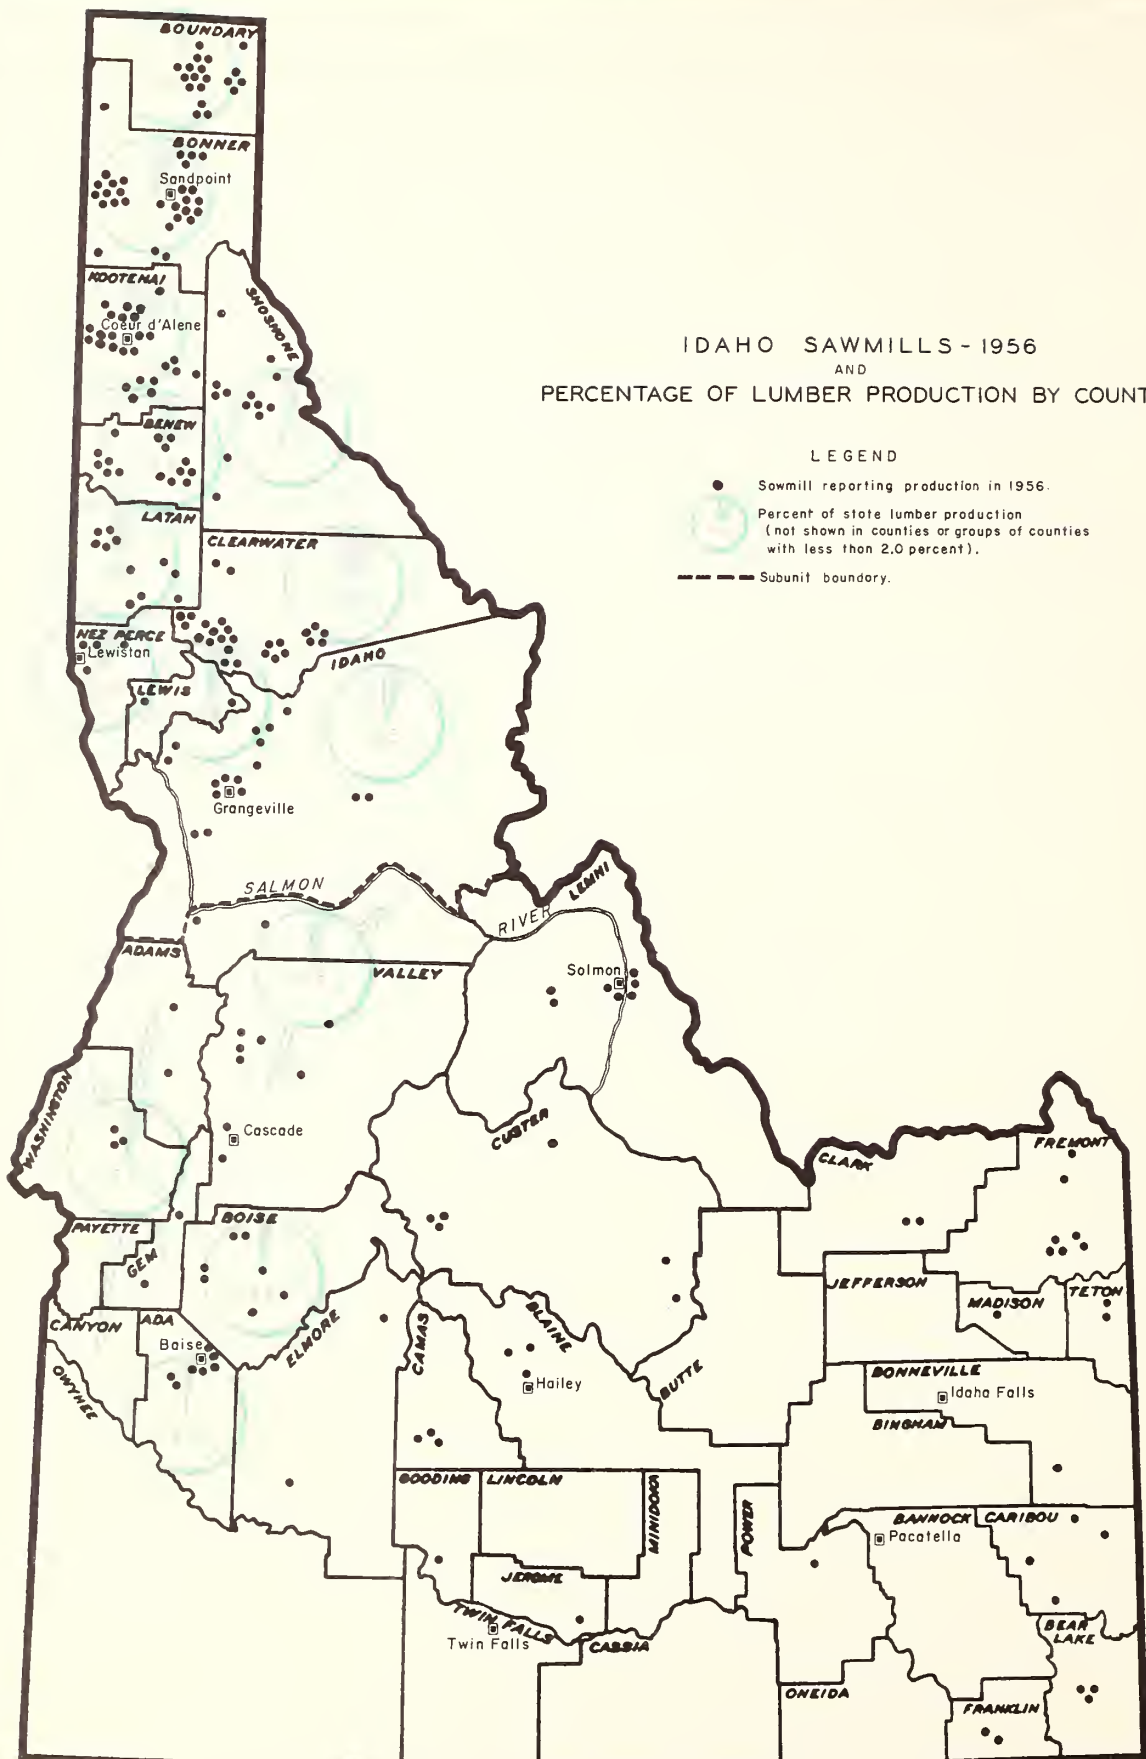 BOUNDARY
BONNER
Sandpoint
KOOTENAI
SHOSHONE
Coeur d'Alene
IDAHO SAWMILLS - 1956
AND
PERCENTAGE OF LUMBER PRODUCTION BY COUNT
BENEW
LEGEND
Sawmill reporting production in 1956.
Percent of state lumber production
(not shown in counties or groups of counties
with less than 2.0 percent).
Subunit boundary.
LATAH
CLEARWATER
NEZ PERCE
Lewiston
IDAHO
LEWIS
Grangeville
SALMON
RIVER
LEMHI
ADAMS
VALLEY
Salmon
WASHINGTON
Cascade
CUSTER
CLARK
FREMONT
PAYETTE
BOISE
GEM
JEFFERSON
MADISON
TETON
CANYON
ADA
Boise
ELMORE
CAMAS
BLAINE
BUTTE
OWYHEE
Hailey
BONNEVILLE
Idaho Falls
BINGHAM
GOODING
LINCOLN
MINIDOKA
POWER
BANNOCK
CARIBOU
Pocatella
JEROME
TWIN FALLS
Twin Falls
CASSIA
BEAR
LAKE
ONEIDA
FRANKLIN